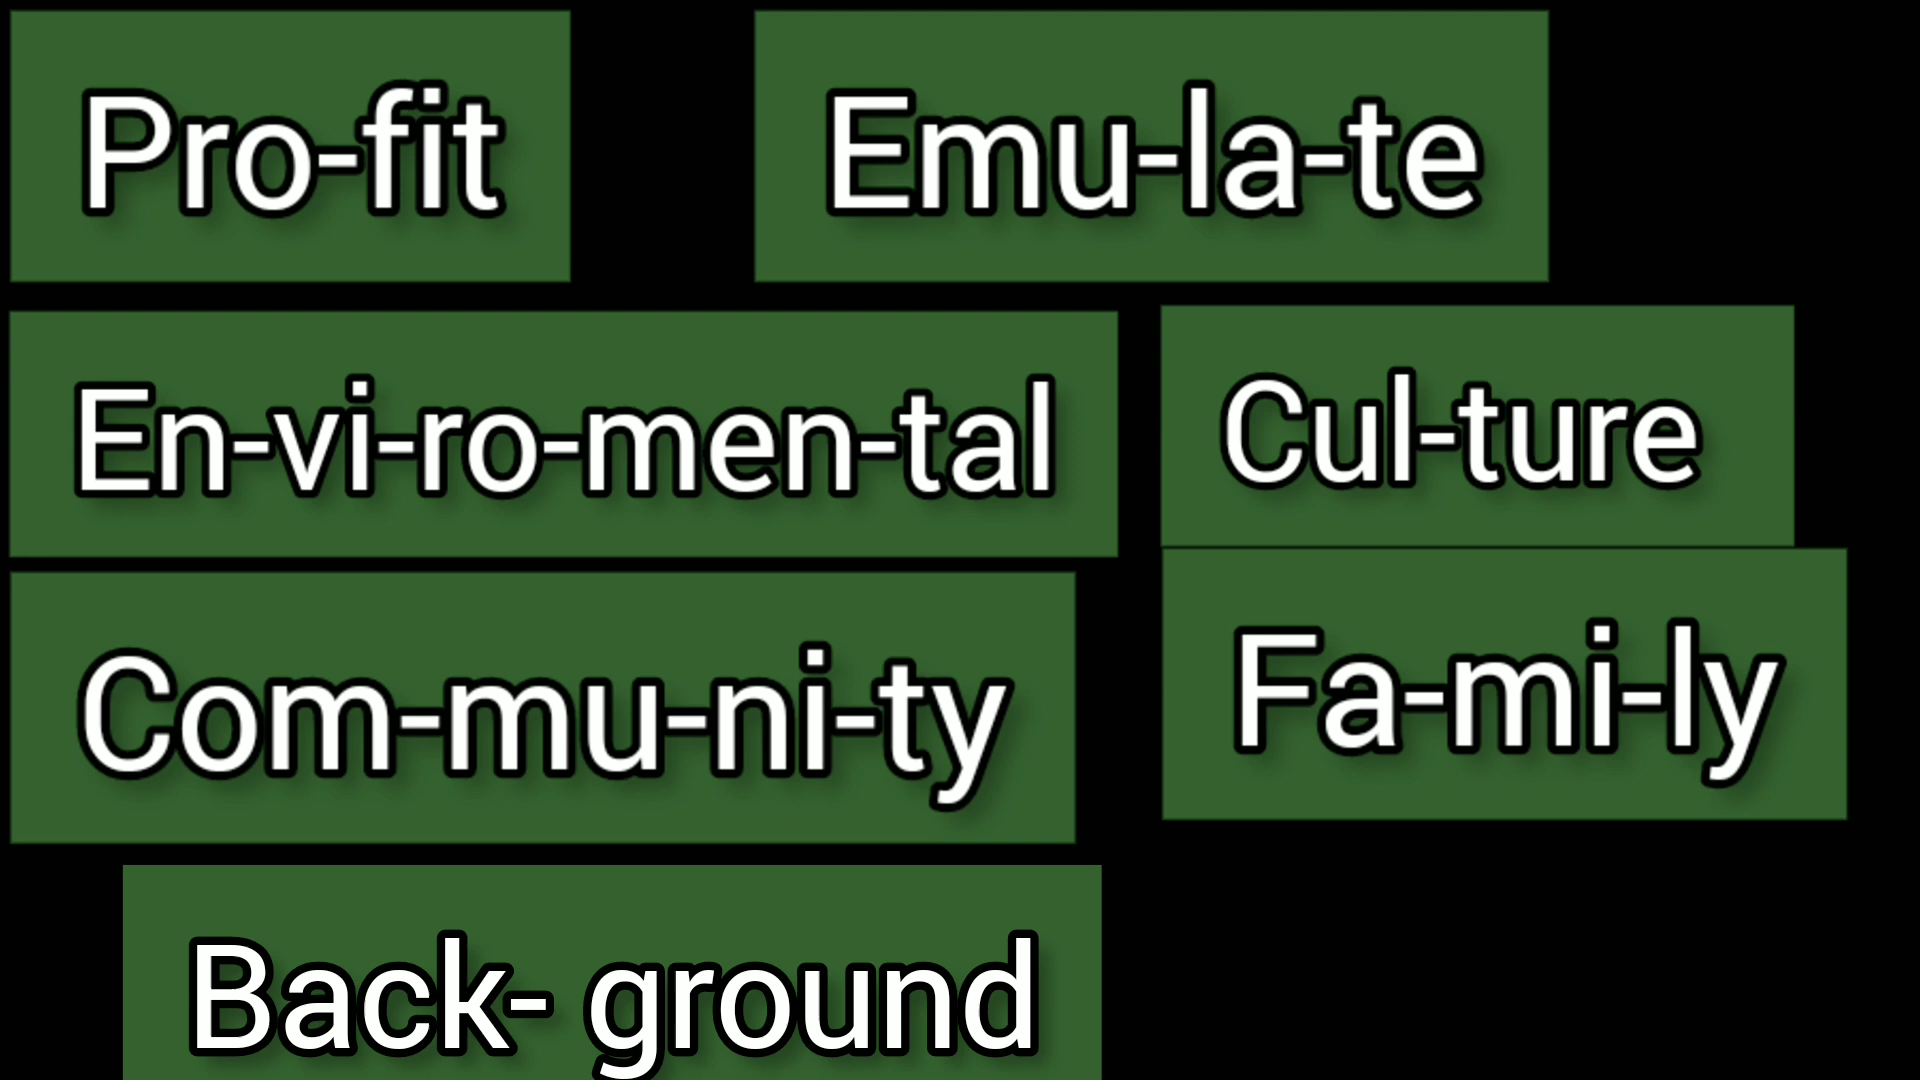 Pro-fit
Emu-la-te
En-vi-ro-men-tal
Cul-ture
Com-mu-ni-ty
Fa-mi-ly
Back- ground